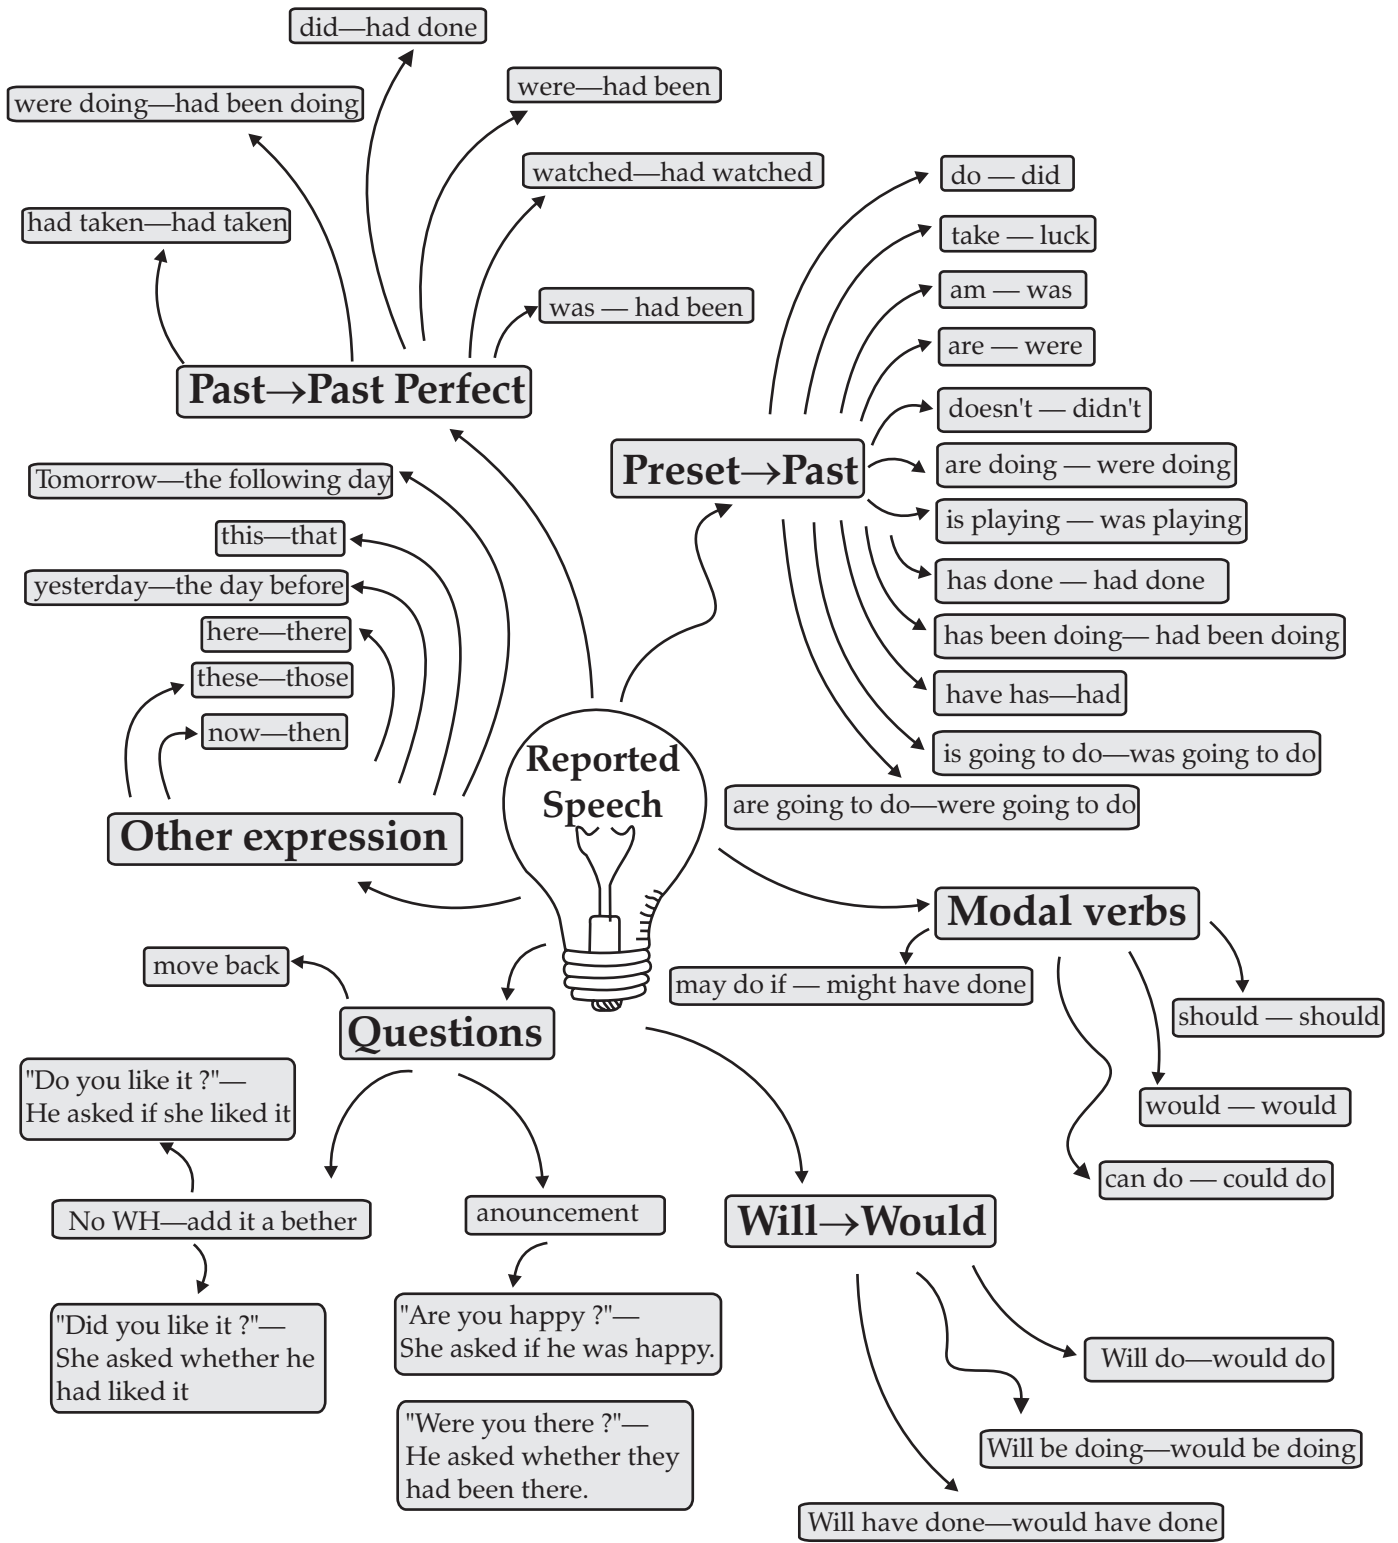 did—had done
were—had been
were doing—had been doing
watched—had watched
had taken—had taken
was — had been
Past→Past Perfect
do — did
take — luck
am — was
are — were
doesn't — didn't
are doing — were doing
is playing — was playing
has done — had done
has been doing— had been doing
have has—had
is going to do—was going to do
are going to do—were going to do
Preset→Past
Tomorrow—the following day
this—that
yesterday—the day before
here—there
these—those
now—then
Other expression
Reported
Speech
Modal verbs
may do if — might have done
should — should
would — would
can do — could do
move back
Questions
"Do you like it ?"—
He asked if she liked it
No WH—add it a bether
"Did you like it ?"—
She asked whether he
had liked it
anouncement
"Are you happy ?"—
She asked if he was happy.
"Were you there ?"—
He asked whether they
had been there.
Will→Would
Will do—would do
Will be doing—would be doing
Will have done—would have done